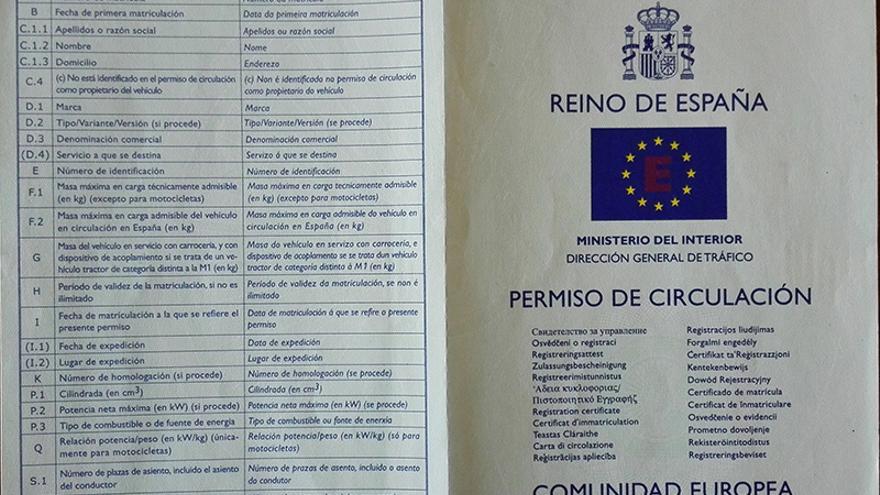 B Fecha de primera matriculación Data da primeira matriculación
C.1.1 Apellidos o razón social Apelidos ou razón social
C.1.2 Nombre Nome
C.1.3 Domicilio Enderezo
C.4 (c) No está identificado en el permiso de circulación (c) Non é identificado no permiso de circulación
como propietario del vehículo como propietario do vehículo
D.1 Marca Marca
D.2 Tipo/Variante/Versión (si procede) Tipo/Variante/Versión (se procede)
D.3 Denominación comercial Denominación comercial
(D.4) Servicio a que se destina Servizo á que se destina
E Número de identificación Número de identificación
F.1 Masa máxima en carga técnicamente admisible Masa máxima en carga tecnicamente admisible
(en kg) (excepto para motocicletas) (en kg) (excepto para motocicletas)
F.2 Masa máxima en carga admisible del vehículo Masa máxima en carga admisible do vehículo en
en circulación en España (en kg) circulación en España (en kg)
G Masa del vehículo en servicio con carrocería, y con Masa do vehículo en servizo con carrocería, e
dispositivo de acoplamiento si se trata de un ve- dispositivo de acoplamento se se trata dun vehículo
hículo tractor de categoría distinta a la M1 (en kg) tractor de categoría distinta á M1 (en kg)
H Período de validez de la matriculación, si no es Período de validez da matriculación, se non é
ilimitado ilimitado
I Fecha de matriculación a la que se refiere el Data de matriculación á que se refire o presente
presente permiso permiso
(I.1) Fecha de expedición Data de expedición
(I.2) Lugar de expedición Lugar de expedición
K Número de homologación (si procede) Número de homologación (se procede)
P.1 Cilindrada (en cm³) Cilindrada (en cm³)
P.2 Potencia neta máxima (en kW) (si procede) Potencia neta máxima (en kW) (se procede)
P.3 Tipo de combustible o de fuente de energía Tipo de combustible ou fonte de enerxía
Q Relación potencia/peso (en kW/kg) (única- Relación potencia/peso (en kW/kg) (só para
mente para motocicletas) motocicletas)
S.1 Número de plazas de asiento, incluido el asiento Número de prazas de asento, incluido o asento
del conductor do condutor
REINO DE ESPAÑA
E
MINISTERIO DEL INTERIOR
DIRECCIÓN GENERAL DE TRÁFICO
PERMISO DE CIRCULACIÓN
Свидетелство за управление
Osvědčení o registraci
Registreringsattest
Zulassungsbescheinigung
Registreerimistunnistus
Άδεια κυκλοφορίας/
Πιστοποιητικό Εγγραφής
Registration certificate
Certificat d'immatriculation
Teastas Cláraithe
Carta di circolazione
Reģistrācijas apliecība
Registracijos liudijimas
Forgalmi engedély
Certifikat ta' Reġistrazzjoni
Kentekenbewijs
Dowód Rejestracyjny
Certificado de matrícula
Certificat de Inmatriculare
Osvedčenie o evidencii
Prometno dovoljenje
Rekisteröintitodistus
Registreringsbeviset
COMUNIDAD EUROPEA